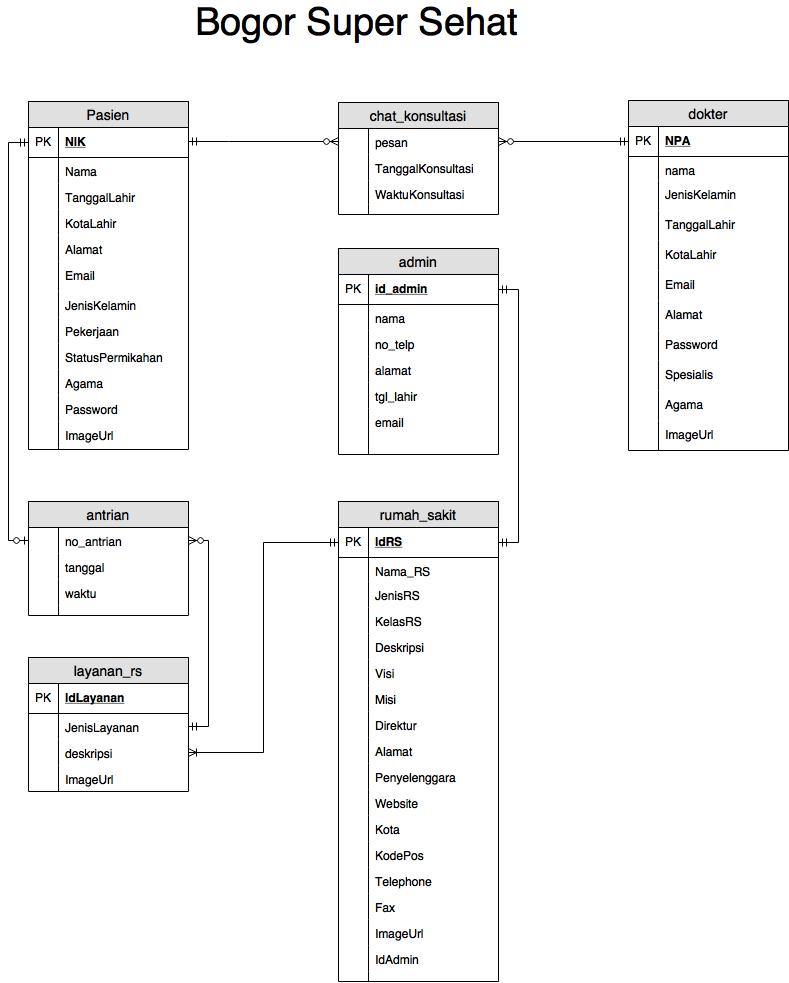 Bogor Super Sehat
Pasien
PK NIK
Nama
TanggalLahir
KotaLahir
Alamat
Email
JenisKelamin
Pekerjaan
StatusPermikahan
Agama
Password
ImageUrl
chat_konsultasi
pesan
TanggalKonsultasi
WaktuKonsultasi
dokter
PK NPA
nama
JenisKelamin
TanggalLahir
KotaLahir
Email
Alamat
Password
Spesialis
Agama
ImageUrl
admin
PK id_admin
nama
no_telp
alamat
tgl_lahir
email
antrian
no_antrian
tanggal
waktu
rumah_sakit
PK IdRS
Nama_RS
JenisRS
KelasRS
Deskripsi
Visi
Misi
Direktur
Alamat
Penyelenggara
Website
Kota
KodePos
Telephone
Fax
ImageUrl
IdAdmin
layanan_rs
PK IdLayanan
JenisLayanan
deskripsi
ImageUrl